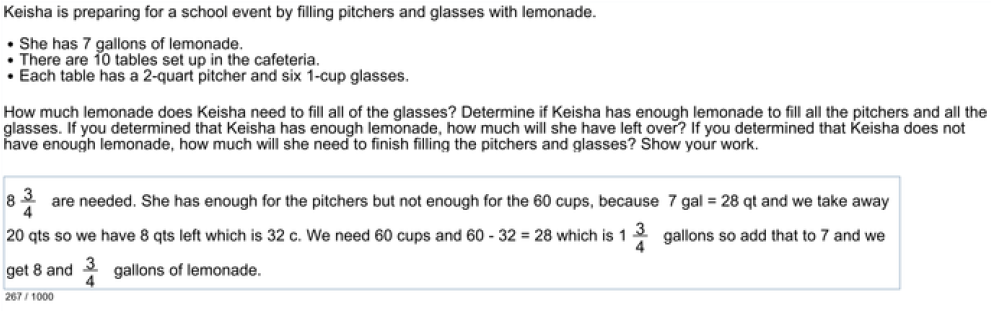 Keisha is preparing for a school event by filling pitchers and glasses with lemonade.
• She has 7 gallons of lemonade.
• There are 10 tables set up in the cafeteria.
• Each table has a 2-quart pitcher and six 1-cup glasses.
How much lemonade does Keisha need to fill all of the glasses? Determine if Keisha has enough lemonade to fill all the pitchers and all the
glasses. If you determined that Keisha has enough lemonade, how much will she have left over? If you determined that Keisha does not
have enough lemonade, how much will she need to finish filling the pitchers and glasses? Show your work.
8 3/4 are needed. She has enough for the pitchers but not enough for the 60 cups, because 7 gal = 28 qt and we take away
20 qts so we have 8 qts left which is 32 c. We need 60 cups and 60 - 32 = 28 which is 1 3/4 gallons so add that to 7 and we
get 8 and 3/4 gallons of lemonade.
267 / 1000